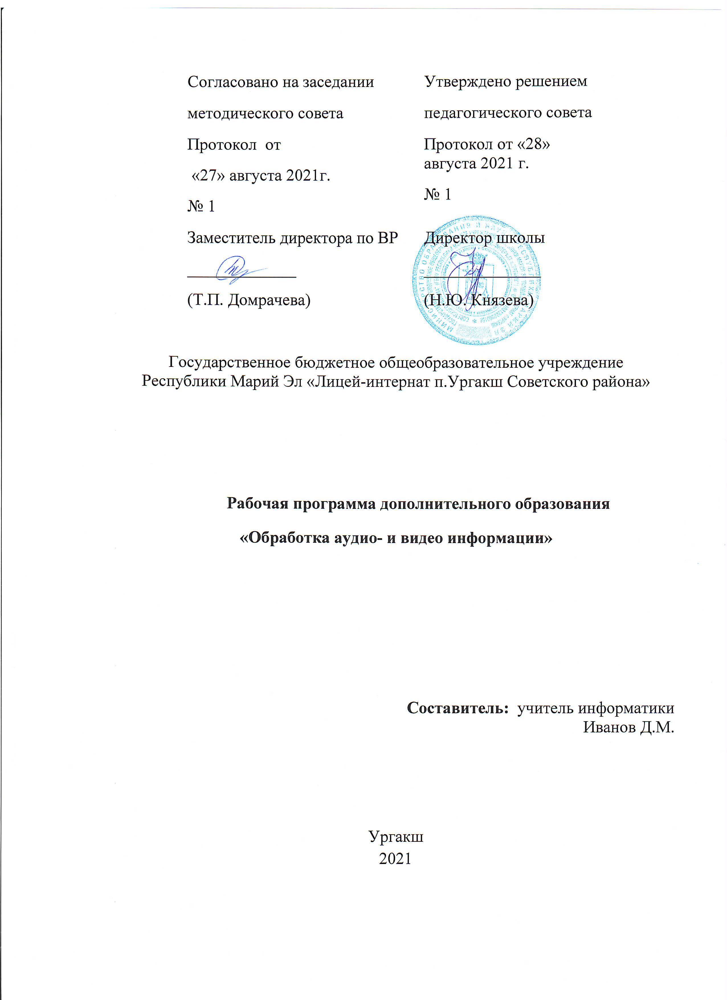 Согласовано на заседании
методического совета
Протокол  от
«27» августа 2021г.
№ 1
Заместитель директора по ВР
(Т.П. Домрачева)
Утверждено решением
педагогического совета
Протокол от «28»
августа 2021 г.
№ 1
Директор школы
(Н.Ю. Князева)
Государственное бюджетное общеобразовательное учреждение
Республики Марий Эл «Лицей-интернат п.Ургакш Советского района»
Рабочая программа дополнительного образования
«Обработка аудио- и видео информации»
Составитель:  учитель информатики
Иванов Д.М.
Ургакш
2021